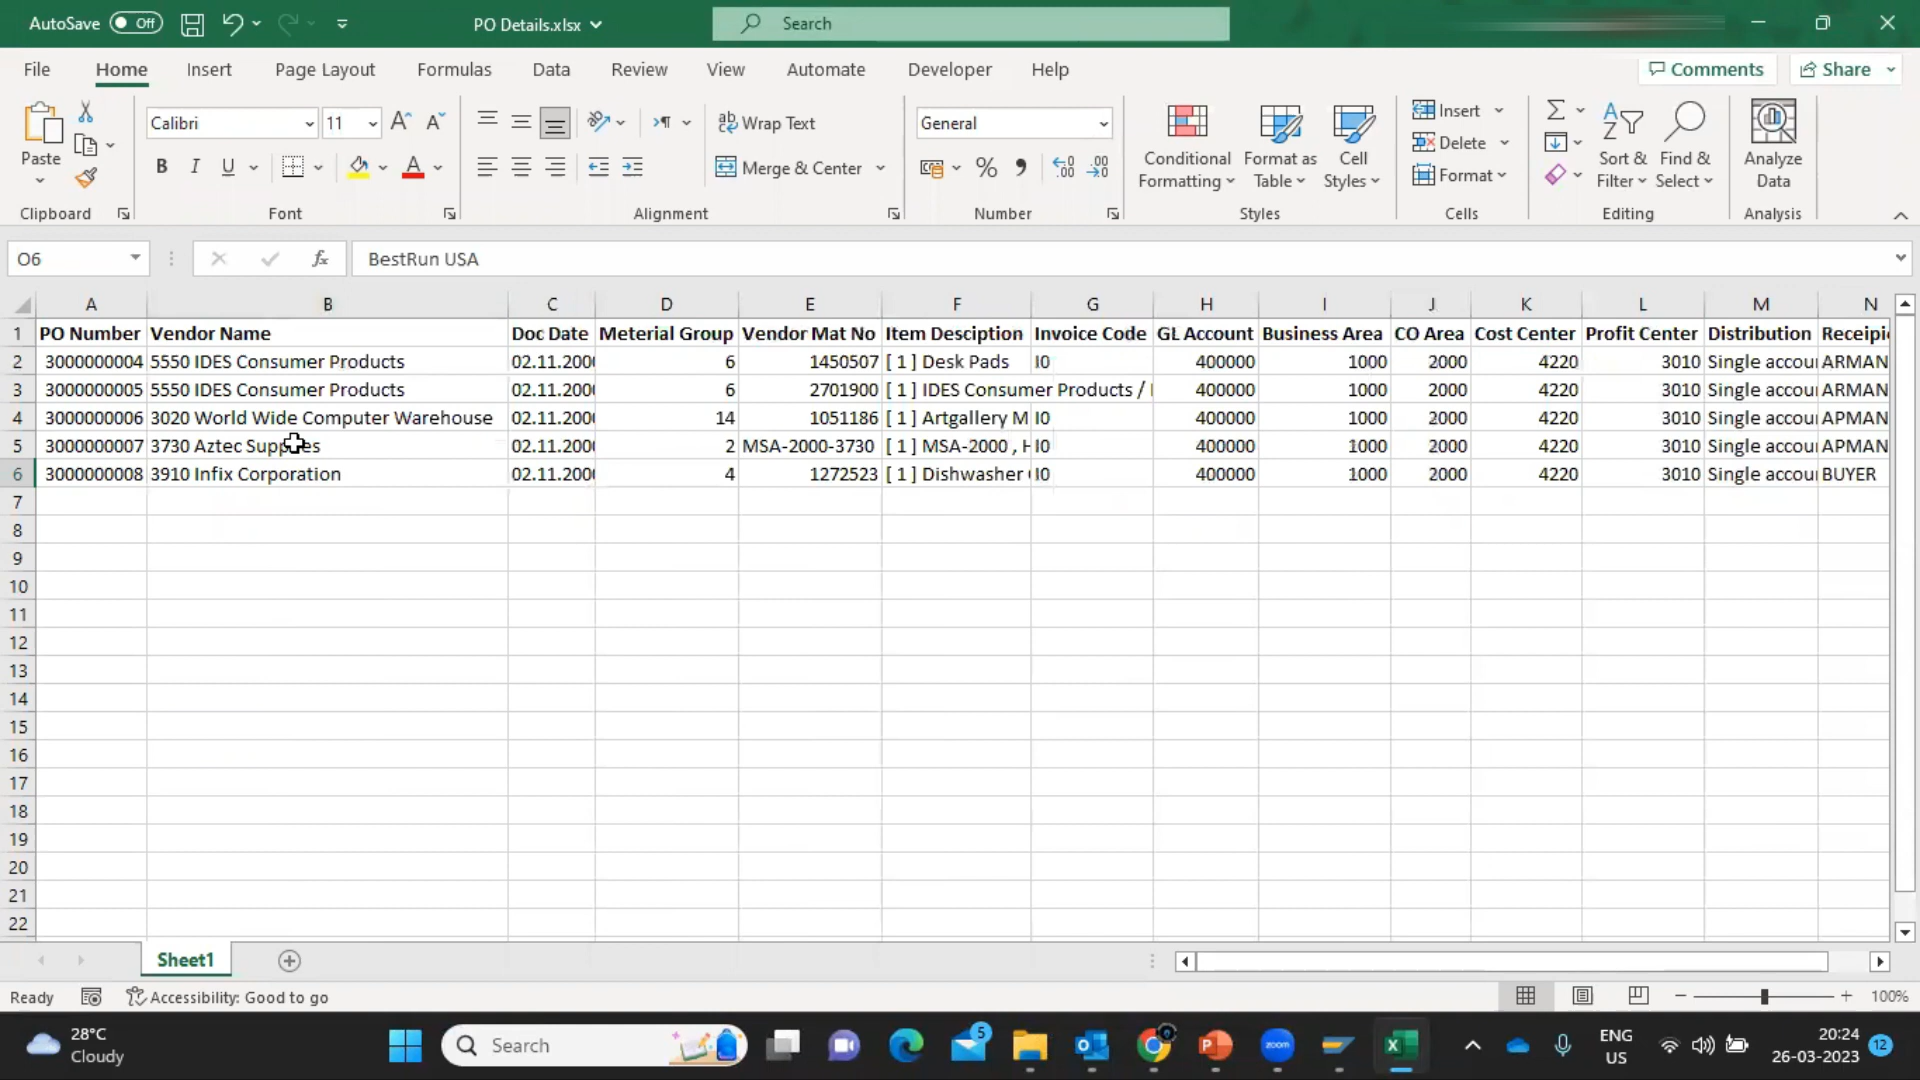 AutoSave Off PO Details.xlsx Search
File Home Insert Page Layout Formulas Data Review View Automate Developer Help Comments Share
Paste
Clipboard
Calibri 11
B I U A
Font
Wrap Text
Merge & Center
Alignment
General
%
Number
Conditional Formatting
Format as Table
Cell Styles
Styles
Insert
Delete
Format
Cells
Sort & Filter
Find & Select
Editing
Analyze Data
Analysis
O6 fx BestRun USA
A B C D E F G H I J K L M N
1 PO Number Vendor Name Doc Date Meterial Group Vendor Mat No Item Desciption Invoice Code GL Account Business Area CO Area Cost Center Profit Center Distribution Receipi
2 3000000004 5550 IDES Consumer Products 02.11.200 6 1450507 [ 1 ] Desk Pads I0 400000 1000 2000 4220 3010 Single accou ARMAN
3 3000000005 5550 IDES Consumer Products 02.11.200 6 2701900 [ 1 ] IDES Consumer Products / 400000 1000 2000 4220 3010 Single accou ARMAN
4 3000000006 3020 World Wide Computer Warehouse 02.11.200 14 1051186 [ 1 ] Artgallery M I0 400000 1000 2000 4220 3010 Single accou APMAN
5 3000000007 3730 Aztec Supplies 02.11.200 2 MSA-2000-3730 [ 1 ] MSA-2000 , H I0 400000 1000 2000 4220 3010 Single accou APMAN
6 3000000008 3910 Infix Corporation 02.11.200 4 1272523 [ 1 ] Dishwasher I0 400000 1000 2000 4220 3010 Single accou BUYER
7
8
9
10
11
12
13
14
15
16
17
18
19
20
21
22
Sheet1
Ready Accessibility: Good to go 100%
28°C
Cloudy
Search
5
zoom
ENG
US
20:24
26-03-2023
12